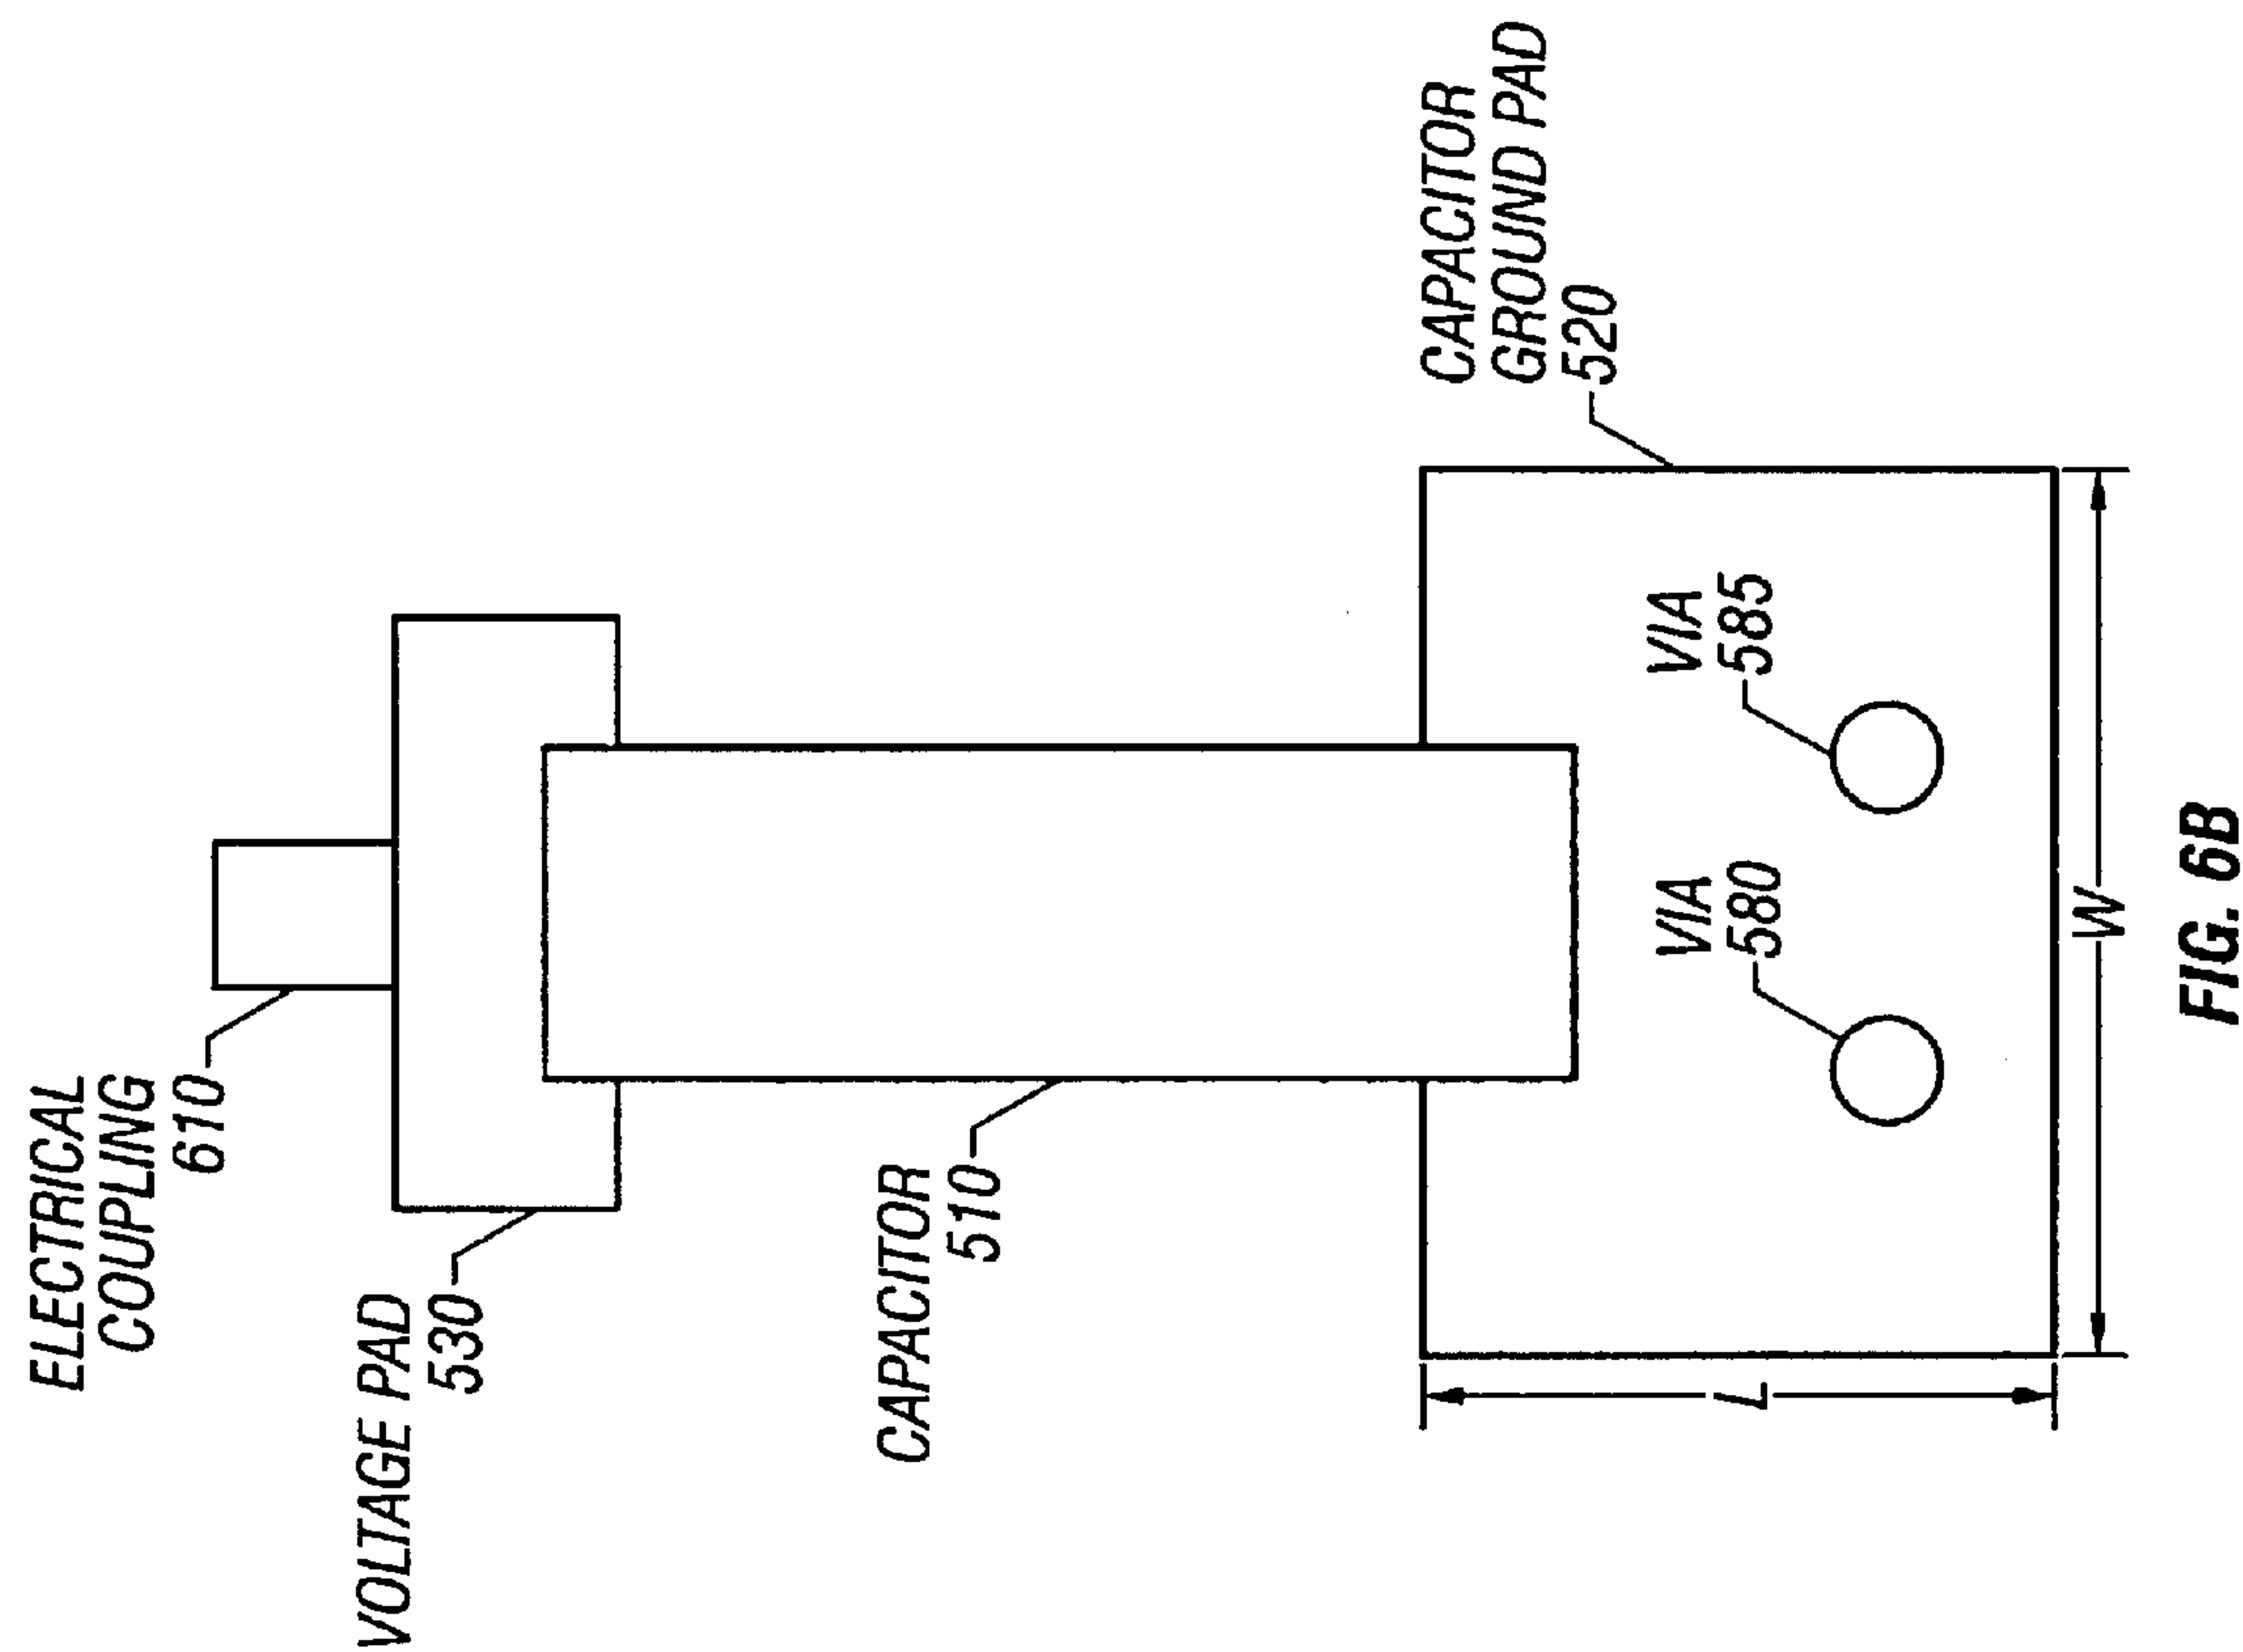 ELECTRICAL
COUPLING
610
VOLTAGE PAD
530
CAPACITOR
510
CAPACITOR
GROUND PAD
520
VIA
580
VIA
585
L
W
FIG. 6B